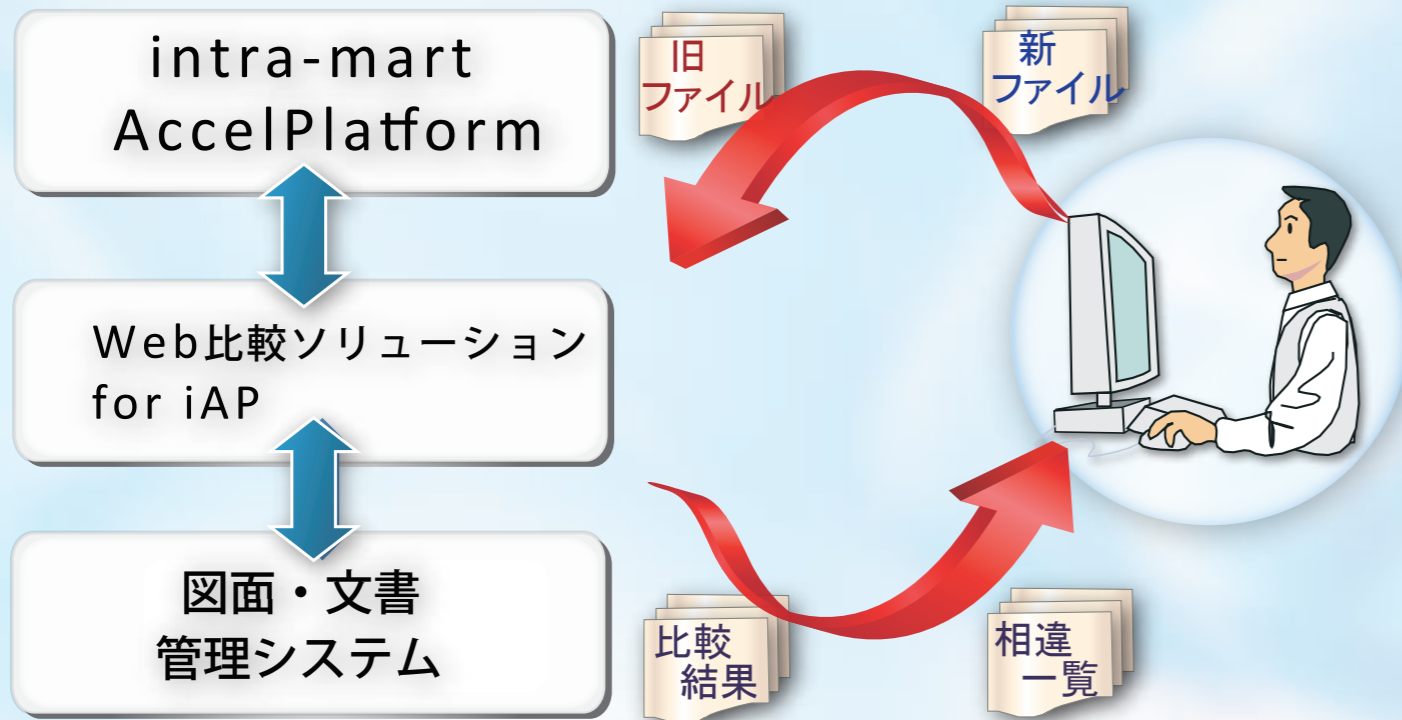 intra-mart
AccelPlatform
Web比較ソリューション
for iAP
図面・文書
管理システム
旧
ファイル
新
ファイル
比較
結果
相違
一覧